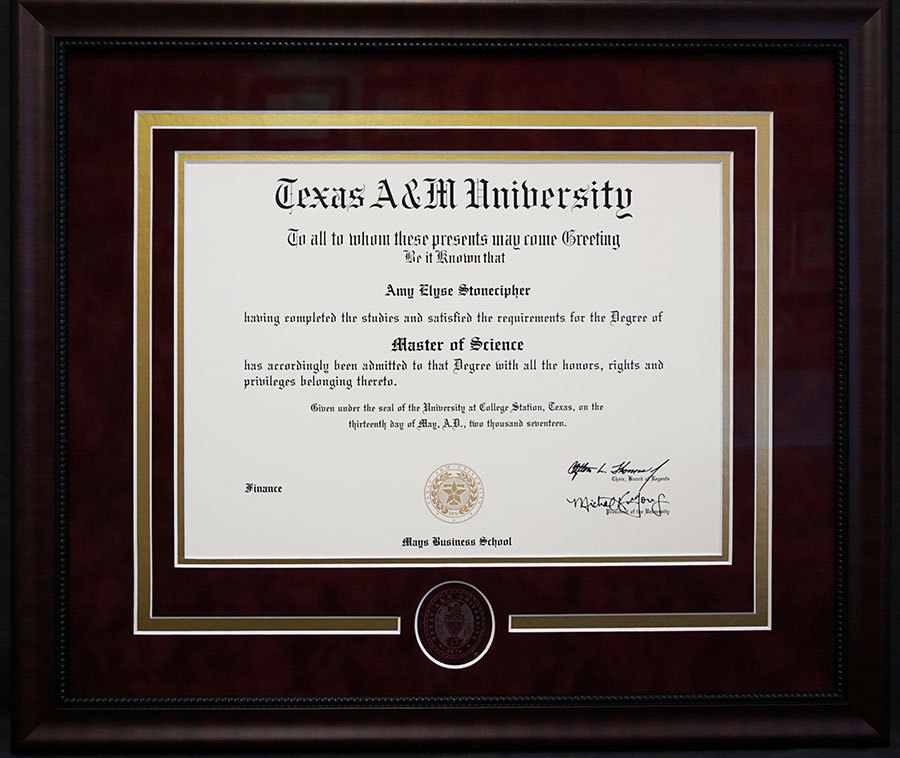 Texas A&M University
To all to whom these presents may come Greeting
Be it Known that
Amy Elyse Stonecipher
having completed the studies and satisfied the requirements for the Degree of
Master of Science
has accordingly been admitted to that Degree with all the honors, rights and
privileges belonging thereto.
Given under the seal of the University at College Station, Texas, on the
thirteenth day of May, A.D., two thousand seventeen.
Chair, Board of Regents
Finance
President of the University
Mays Business School